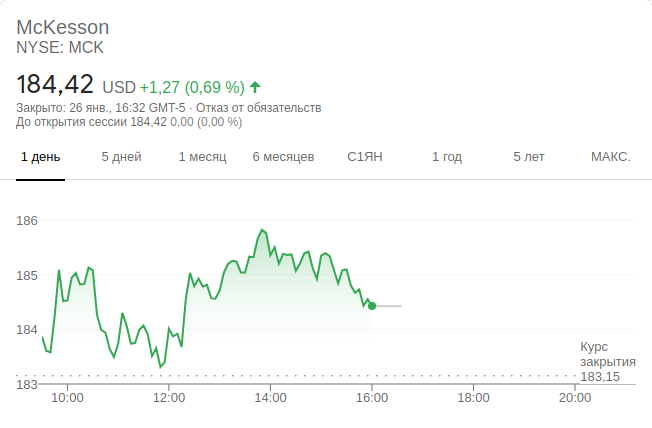 McKesson
NYSE: MCK
184,42 USD +1,27 (0,69 %)
Закрыто: 26 янв., 16:32 GMT-5 · Отказ от обязательств
До открытия сессии 184,42 0,00 (0,00 %)
1 день 5 дней 1 месяц 6 месяцев С1ЯН 1 год 5 лет МАКС.
186
185
184
Курс
закрытия
183,15
183
10:00 12:00 14:00 16:00 18:00 20:00